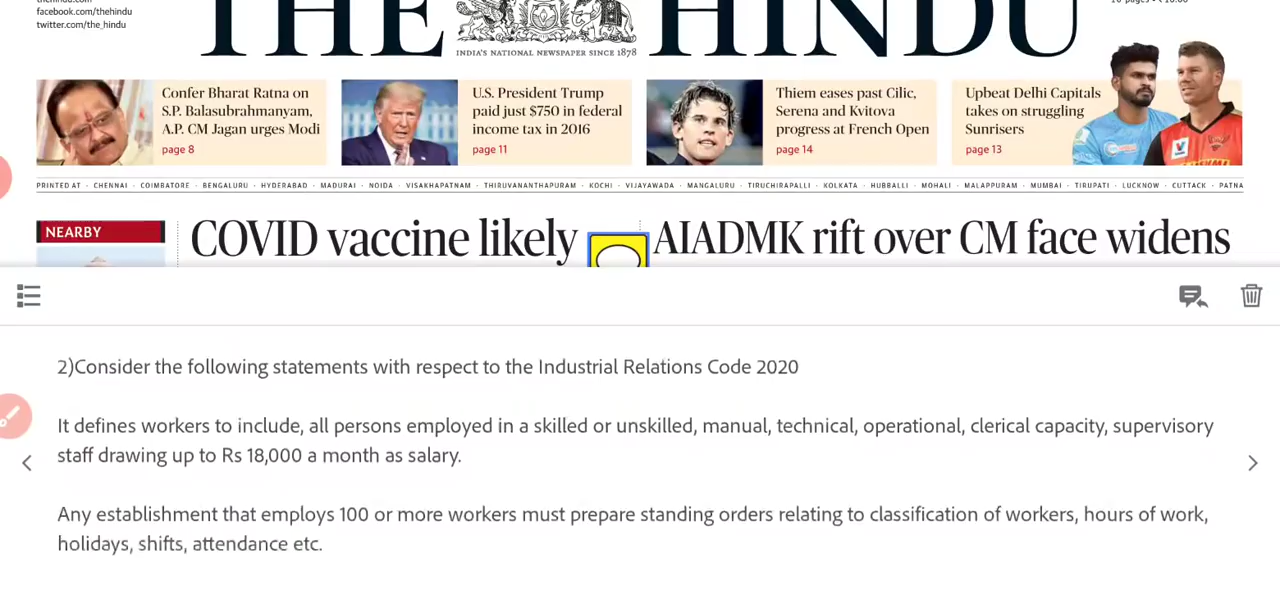 facebook.com/thehindu
twitter.com/the_hindu
THE HINDU
INDIA'S NATIONAL NEWSPAPER SINCE 1878
Confer Bharat Ratna on
S.P. Balasubrahmanyam,
A.P. CM Jagan urges Modi
page 8
U.S. President Trump
paid just $750 in federal
income tax in 2016
page 11
Thiem eases past Cilic,
Serena and Kvitova
progress at French Open
page 14
Upbeat Delhi Capitals
takes on struggling
Sunrisers
page 13
PRINTED AT · CHENNAI · COIMBATORE · BENGALURU · HYDERABAD · MADURAI · NOIDA · VISAKHAPATNAM · THIRUVANANTHAPURAM · KOCHI · VIJAYAWADA · MANGALURU · TIRUCHIRAPALLI · KOLKATA · HUBBALLI · MOHALI · MALAPPURAM · MUMBAI · TIRUPATI · LUCKNOW · CUTTACK · PATNA
NEARBY
COVID vaccine likely
AIADMK rift over CM face widens
2)Consider the following statements with respect to the Industrial Relations Code 2020
It defines workers to include, all persons employed in a skilled or unskilled, manual, technical, operational, clerical capacity, supervisory
staff drawing up to Rs 18,000 a month as salary.
Any establishment that employs 100 or more workers must prepare standing orders relating to classification of workers, hours of work,
holidays, shifts, attendance etc.